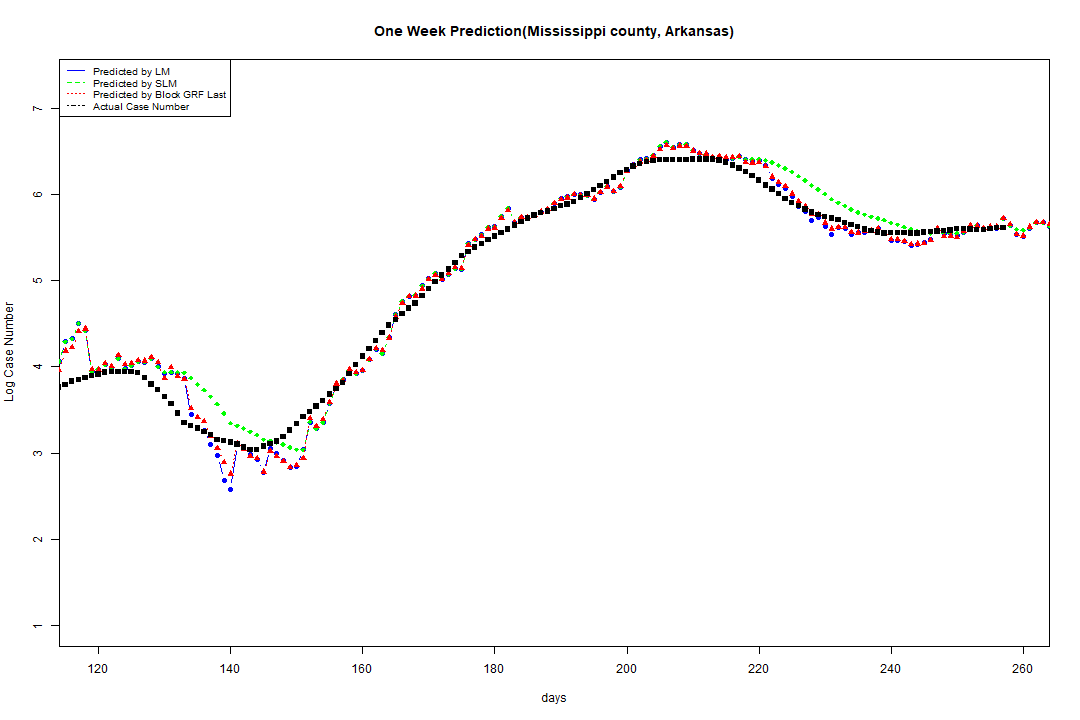 One Week Prediction(Mississippi county, Arkansas)
Predicted by LM
Predicted by SLM
Predicted by Block GRF Last
Actual Case Number
7
6
5
4
3
2
1
Log Case Number
120 140 160 180 200 220 240 260
days